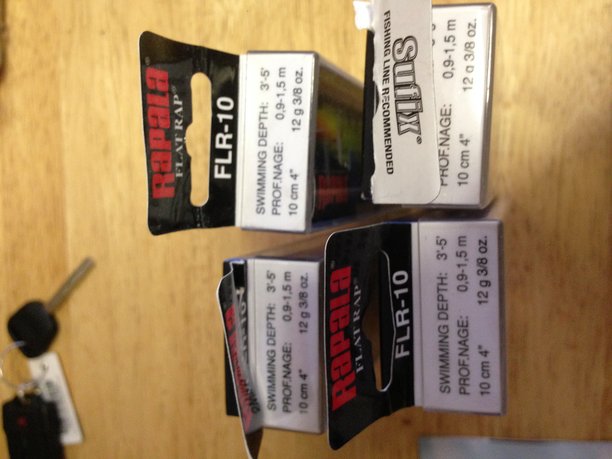 SWIMMING DEPTH: 3'-5'
PROF.NAGE: 0,9-1,5 m
10 cm 4" 12 g 3/8 oz.
Rapala®
FLAT RAP®
FLR-10
SWIMMING DEPTH: 3'-5'
PROF.NAGE: 0,9-1,5 m
10 cm 4" 12 g 3/8 oz.
Rapala®
FLAT RAP®
FLR-10
SWIMMING DEPTH: 3'-5'
PROF.NAGE: 0,9-1,5 m
10 cm 4" 12 g 3/8 oz.
Sufix®
FISHING LINE RECOMMENDED
PROF.NAGE: 0,9-1,5 m
10 cm 4" 12 g 3/8 oz.